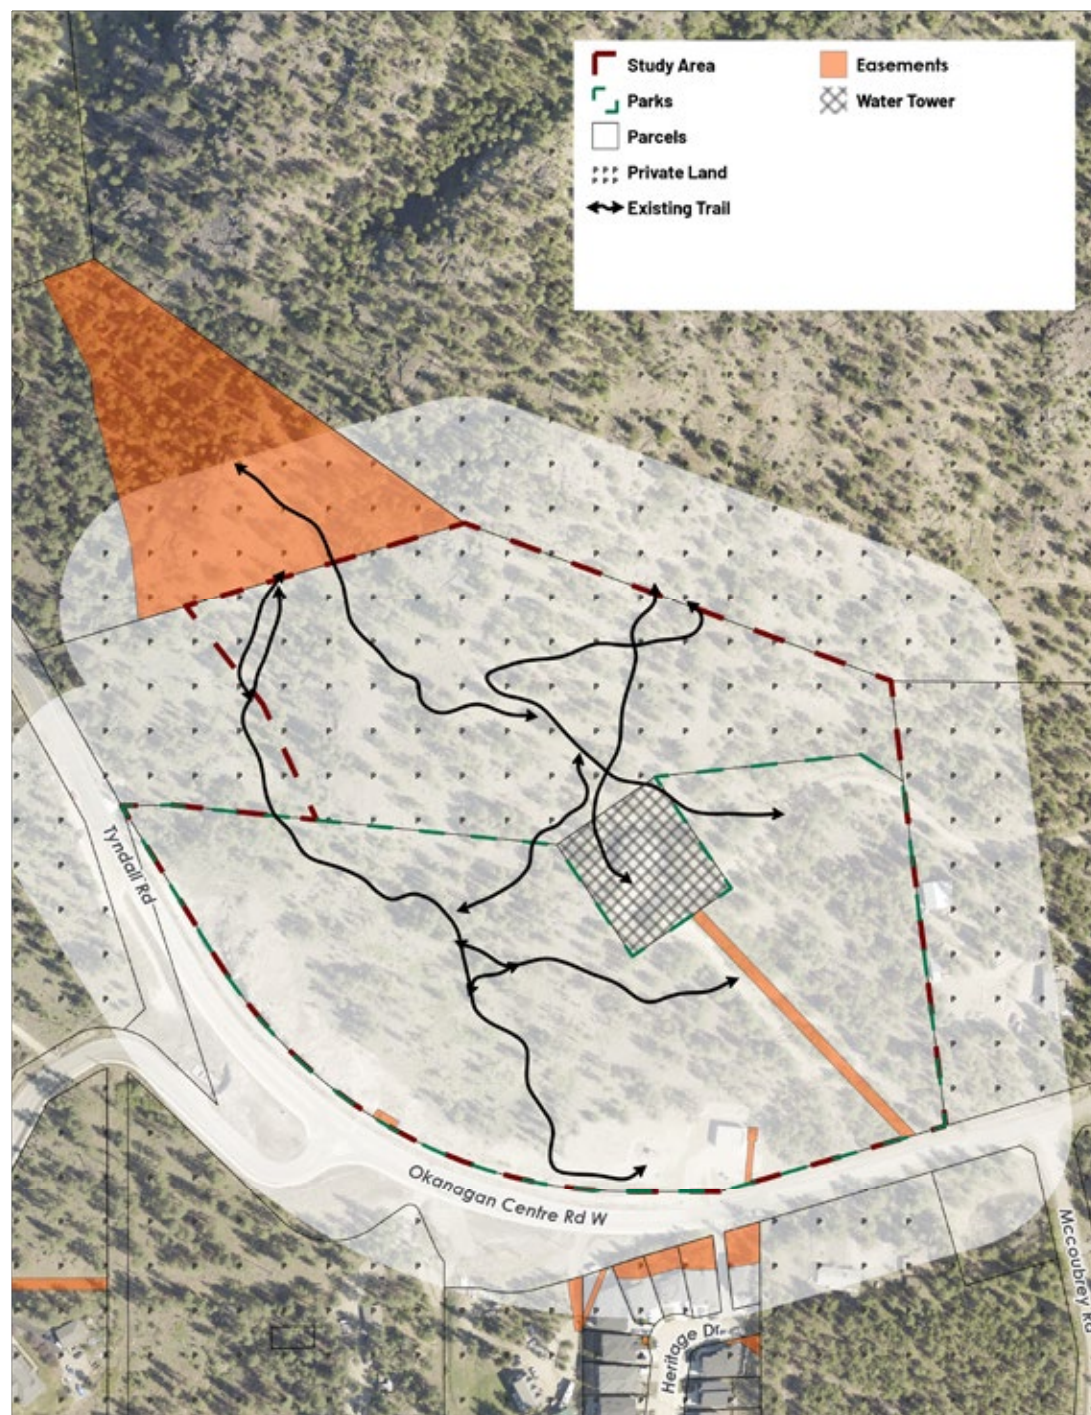 Study Area
Parks
Parcels
Private Land
Existing Trail
Easements
Water Tower
Tyndall Rd
Okanagan Centre Rd W
Heritage Dr
Mccoubrey Rd